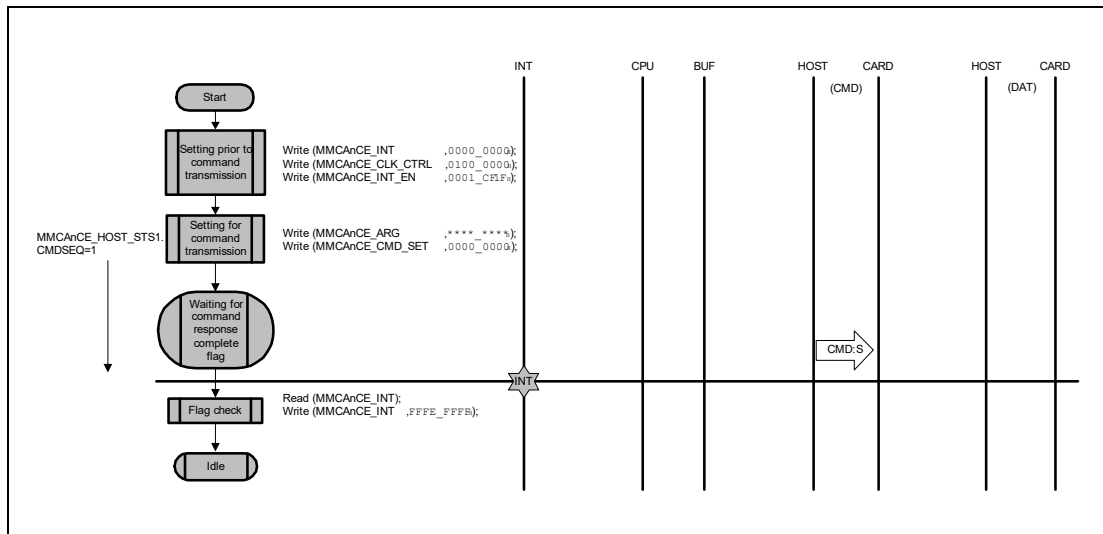 INT
CPU
BUF
HOST
CARD
(CMD)
HOST
CARD
(DAT)
Start
Setting prior to
command
transmission
Write (MMCAnCE_INT ,0000_0000H);
Write (MMCAnCE_CLK_CTRL ,0100_0000H);
Write (MMCAnCE_INT_EN ,0001_CF1FH);
MMCAnCE_HOST_STS1.
CMDSEQ=1
Setting for
command
transmission
Write (MMCAnCE_ARG ,****_****H);
Write (MMCAnCE_CMD_SET ,0000_0000H);
Waiting for
command
response
complete
flag
CMD:S
INT
Flag check
Read (MMCAnCE_INT);
Write (MMCAnCE_INT ,FFFE_FFFFH);
Idle